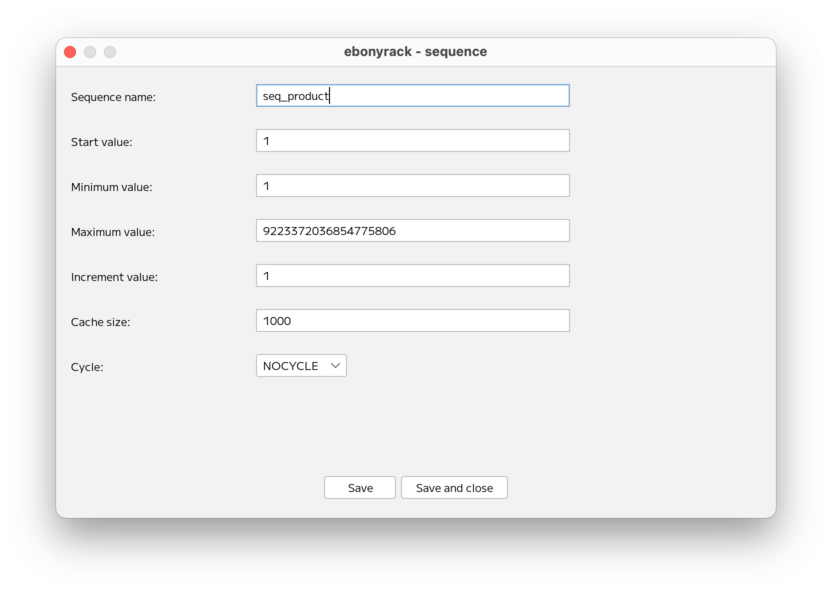 ebonyrack - sequence
Sequence name: seq_product
Start value: 1
Minimum value: 1
Maximum value: 9223372036854775806
Increment value: 1
Cache size: 1000
Cycle: NOCYCLE
Save Save and close